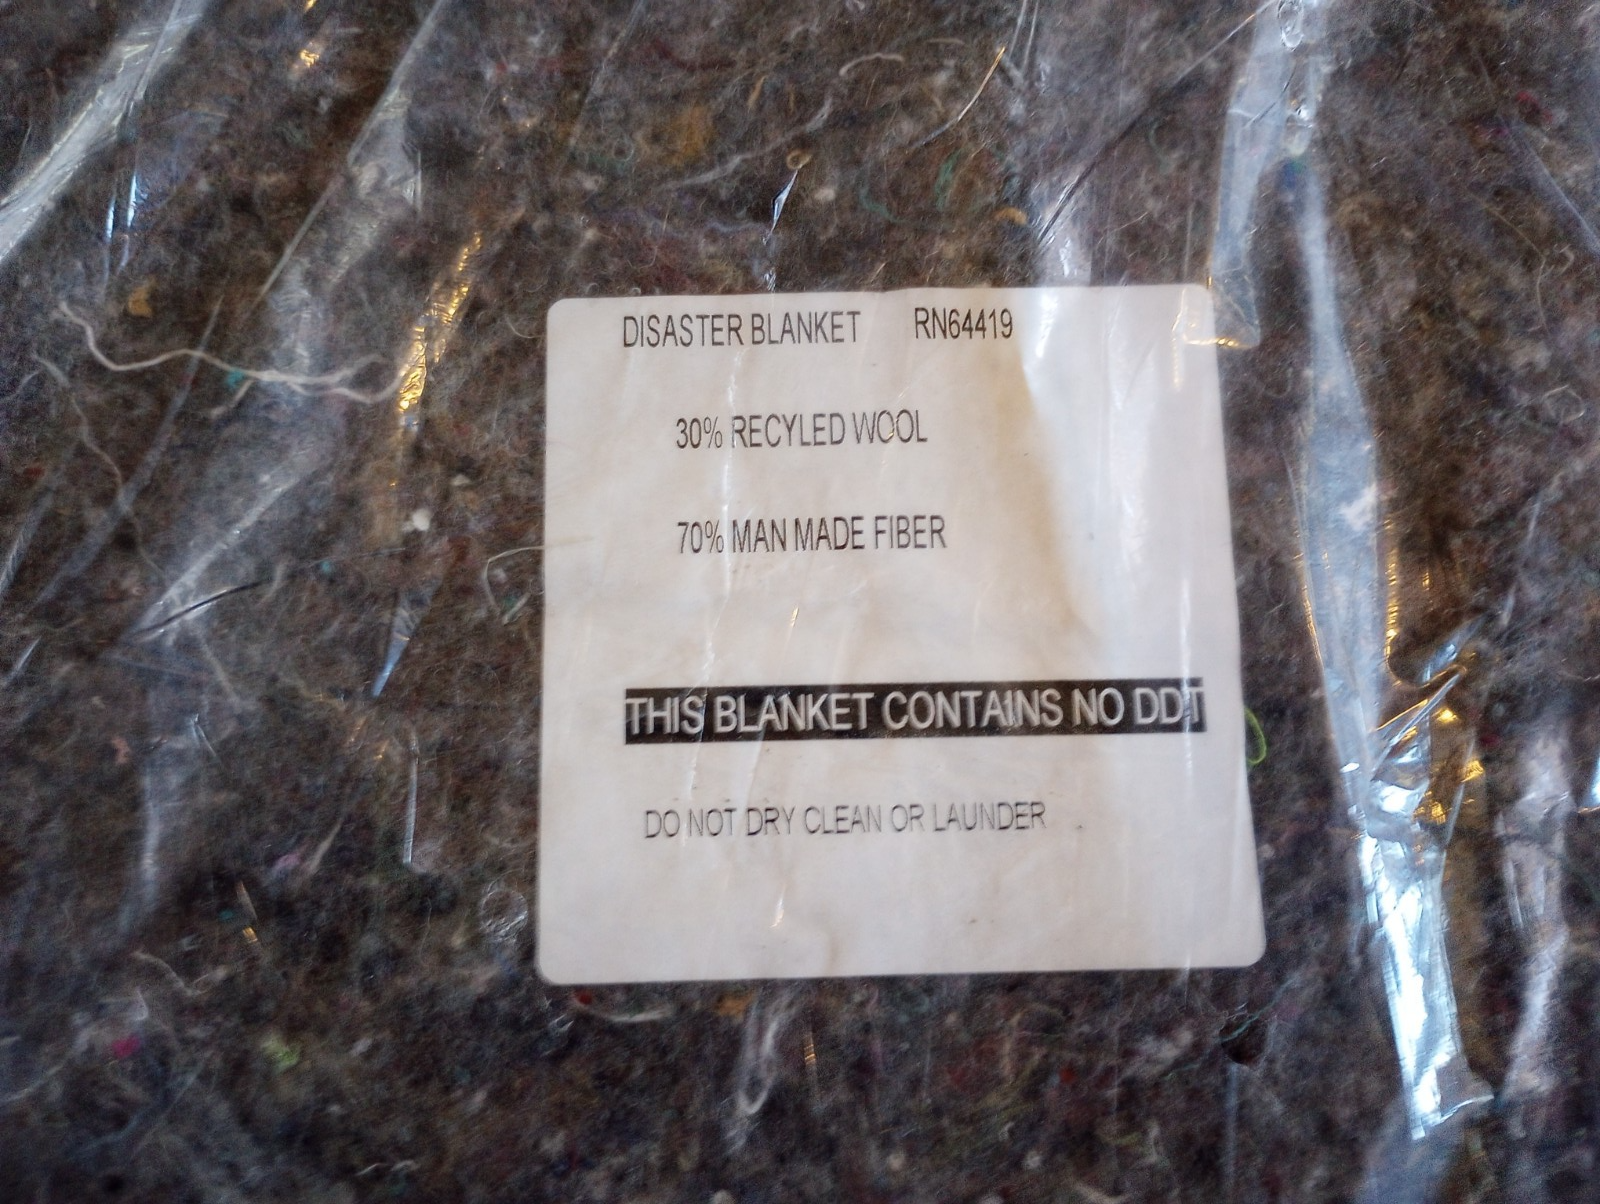 DISASTER BLANKET RN64419
30% RECYLED WOOL
70% MAN MADE FIBER
THIS BLANKET CONTAINS NO DDT
DO NOT DRY CLEAN OR LAUNDER